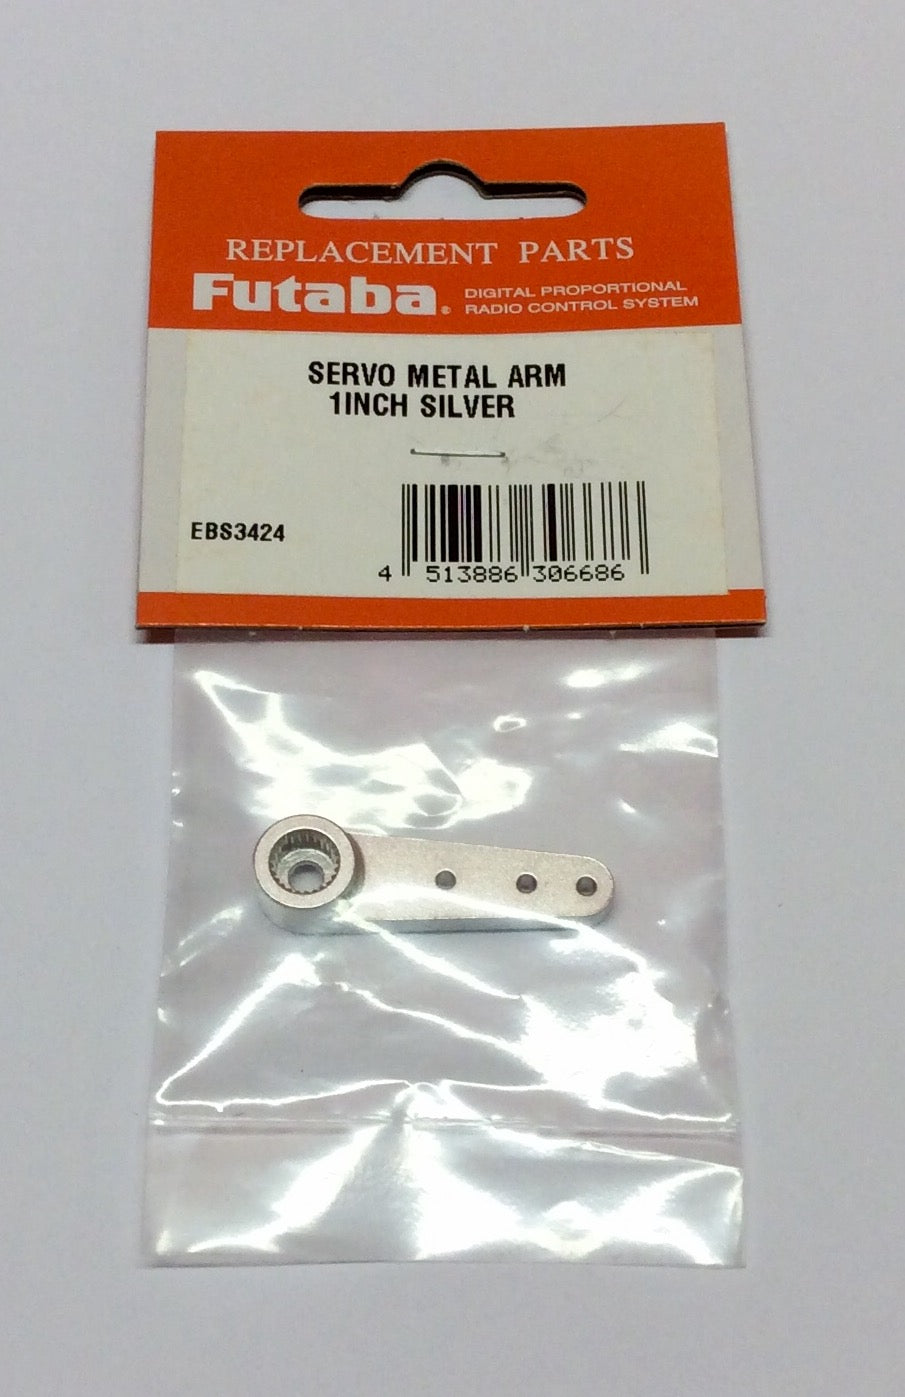 REPLACEMENT PARTS
Futaba®
DIGITAL PROPORTIONAL
RADIO CONTROL SYSTEM
SERVO METAL ARM
1INCH SILVER
EBS3424
4 513886 306686